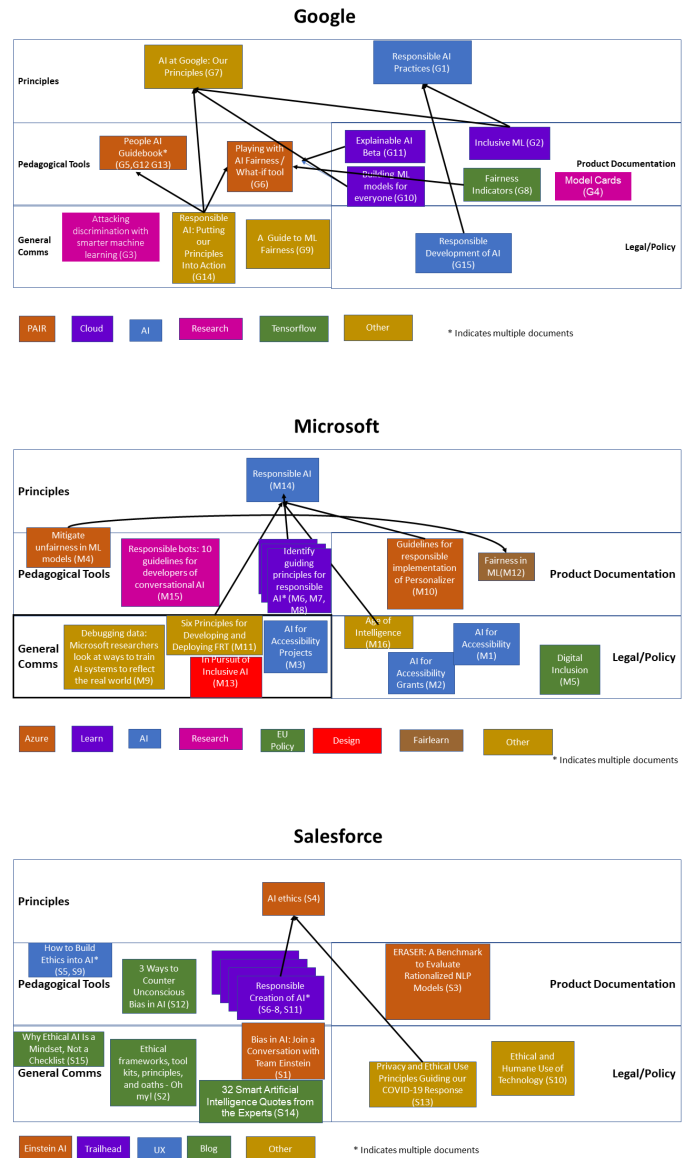 Google
Principles
AI at Google: Our
Principles (G7)
Responsible AI
Practices (G1)
Pedagogical Tools
People AI
Guidebook*
(G5,G12 G13)
Playing with
AI Fairness /
What-if tool
(G6)
Explainable AI
Beta (G11)
Building ML
models for
everyone (G10)
Inclusive ML (G2)
Product Documentation
Fairness
Indicators (G8)
Model Cards
(G4)
General
Comms
Attacking
discrimination with
smarter machine
learning (G3)
Responsible
AI: Putting
our
Principles
Into Action
(G14)
A Guide to ML
Fairness (G9)
Responsible
Development of AI
(G15)
Legal/Policy
PAIR
Cloud
AI
Research
Tensorflow
Other
* Indicates multiple documents
Microsoft
Principles
Responsible AI
(M14)
Mitigate
unfairness in ML
models (M4)
Pedagogical Tools
Responsible bots: 10
guidelines for
developers of
conversational AI
(M15)
Identify
guiding
principles for
responsible
AI* (M6, M7,
M8)
Guidelines for
responsible
implementation
of Personalizer
(M10)
Fairness in
ML(M12)
Product Documentation
General
Comms
Debugging data:
Microsoft researchers
look at ways to train
AI systems to reflect
the real world (M9)
Six Principles for
Developing and
Deploying FRT (M11)
In Pursuit of
Inclusive AI
(M13)
AI for
Accessibility
Projects
(M3)
Age of
Intelligence
(M16)
AI for
Accessibility
Grants (M2)
AI for
Accessibility
(M1)
Digital
Inclusion
(M5)
Legal/Policy
Azure
Learn
AI
Research
EU
Policy
Design
Fairlearn
Other
* Indicates multiple documents
Salesforce
Principles
AI ethics (S4)
How to Build
Ethics into AI*
(S5, S9)
Pedagogical Tools
3 Ways to
Counter
Unconscious
Bias in AI (S12)
Responsible
Creation of AI*
(S6-8, S11)
ERASER: A Benchmark
to Evaluate
Rationalized NLP
Models (S3)
Product Documentation
Why Ethical AI Is a
Mindset, Not a
Checklist (S15)
General Comms
Ethical
frameworks, tool
kits, principles,
and oaths - Oh
my! (S2)
Bias in AI: Join a
Conversation with
Team Einstein
(S1)
32 Smart Artificial
Intelligence Quotes from
the Experts (S14)
Privacy and Ethical Use
Principles Guiding our
COVID-19 Response
(S13)
Ethical and
Humane Use of
Technology (S10)
Legal/Policy
Einstein AI
Trailhead
UX
Blog
Other
* Indicates multiple documents